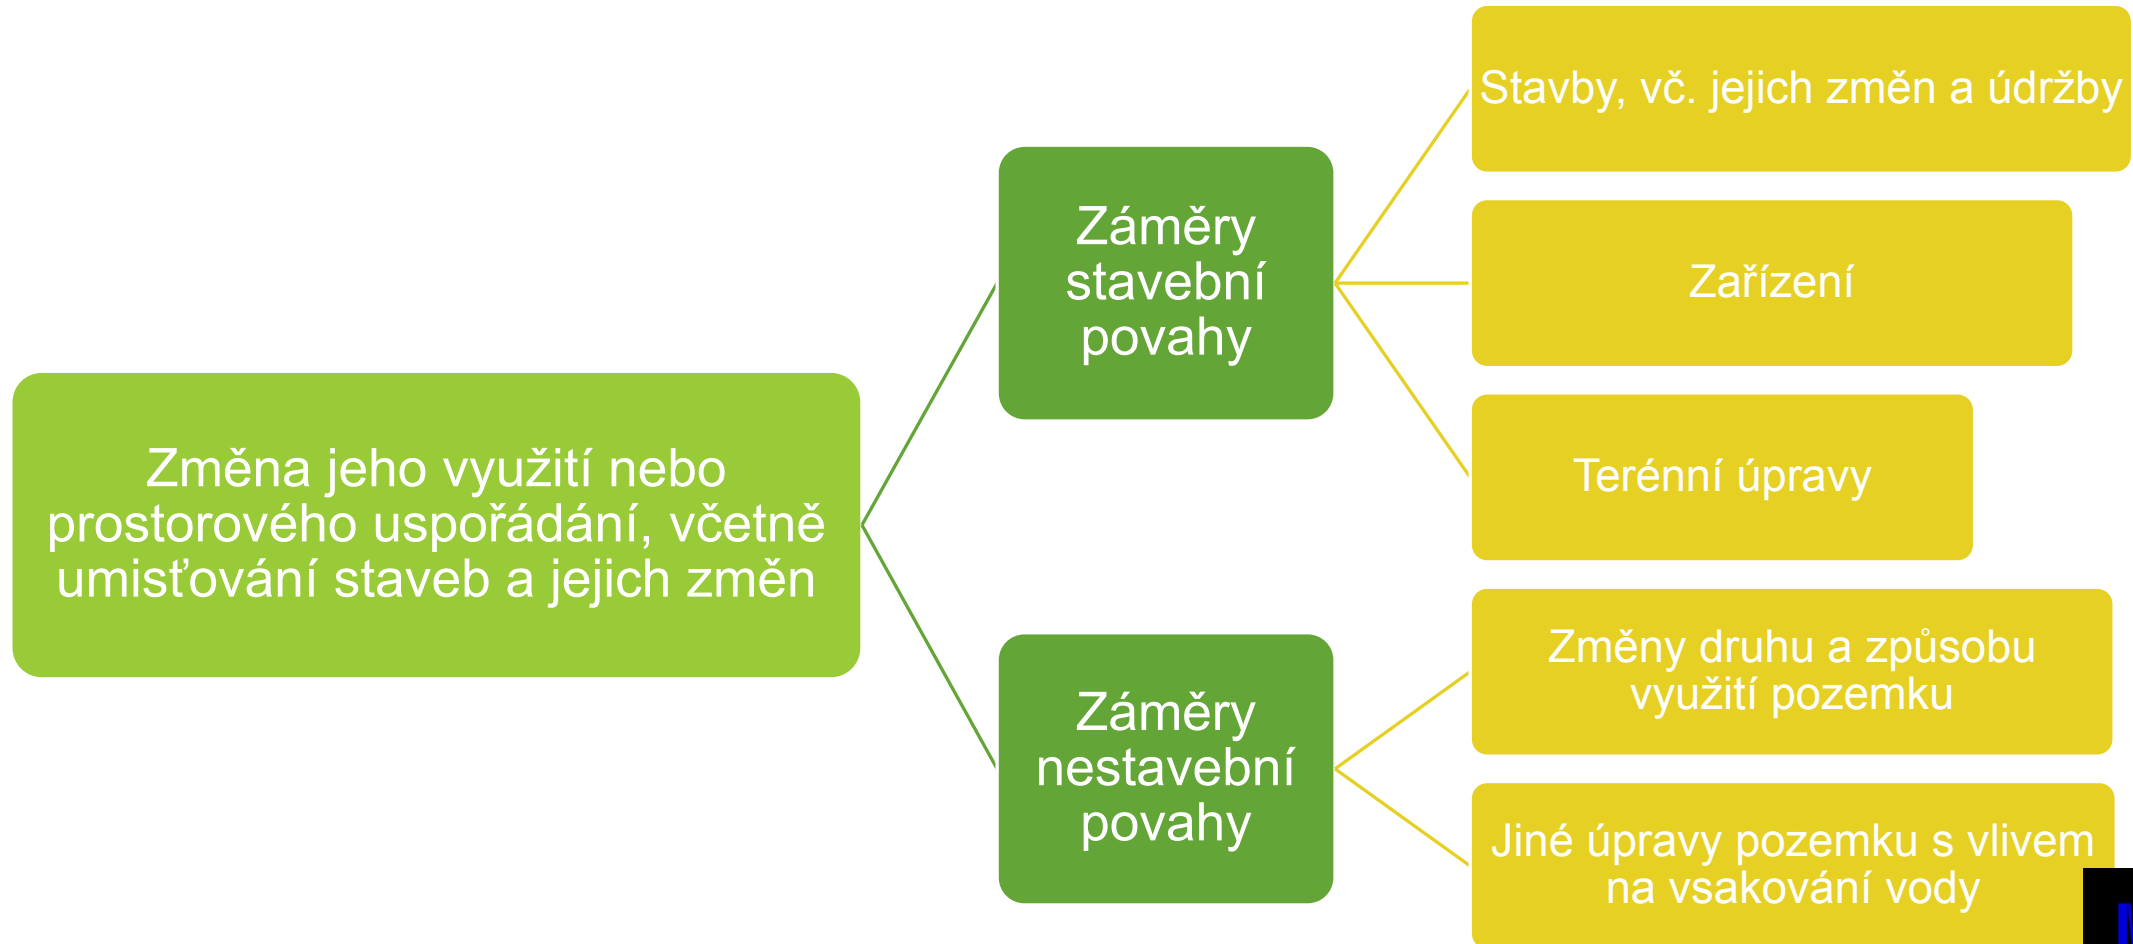 Stavby, vč. jejich změn a údržby
Záměry
stavební
povahy
Zařízení
Terénní úpravy
Změna jeho využití nebo
prostorového uspořádání, včetně
umisťování staveb a jejich změn
Změny druhu a způsobu
využití pozemku
Záměry
nestavební
povahy
Jiné úpravy pozemku s vlivem
na vsakování vody